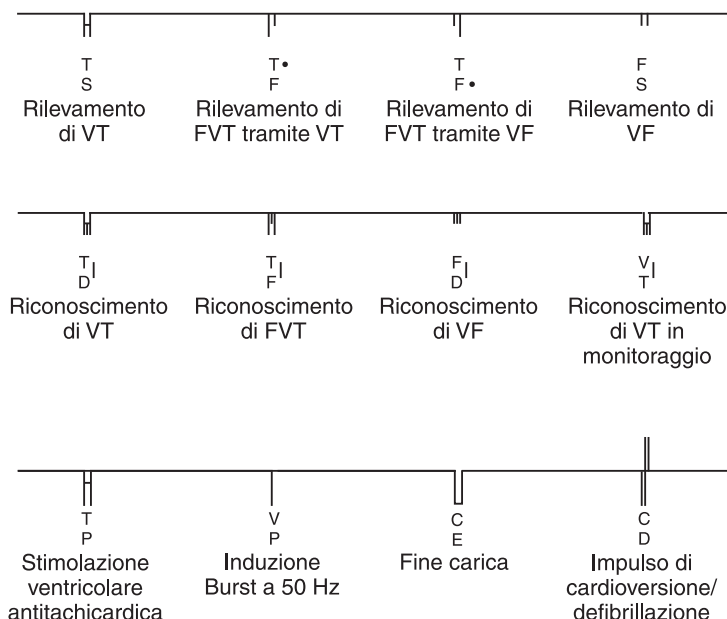 T T • T F
S F F • S
Rilevamento Rilevamento di Rilevamento di Rilevamento di
di VT FVT tramite VT FVT tramite VF VF
T T F V
D F D T
Riconoscimento Riconoscimento Riconoscimento Riconoscimento
di VT di FVT di VF di VT in
monitoraggio
T V C C
P P E D
Stimolazione Induzione Fine carica Impulso di
ventricolare Burst a 50 Hz cardioversione/
antitachicardica defibrillazione